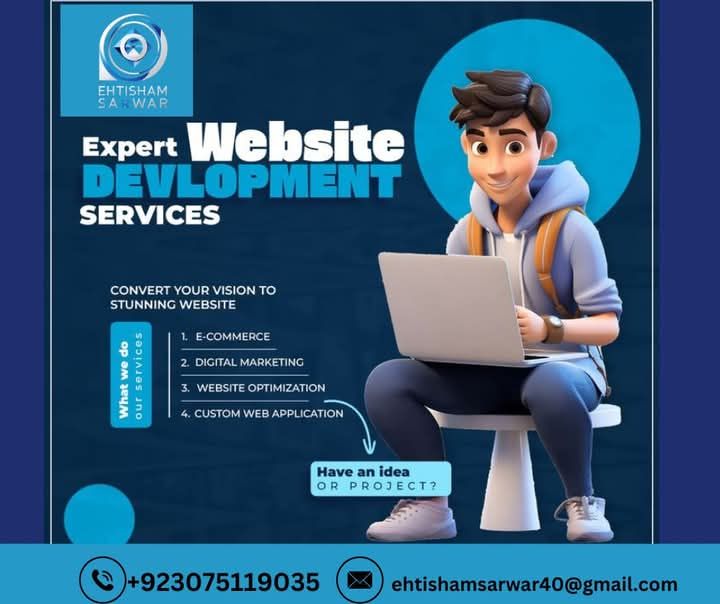 EHTISHAM
SARWAR
Expert Website
DEVLOPMENT
SERVICES
CONVERT YOUR VISION TO
STUNNING WEBSITE
What we do
our services
1. E-COMMERCE
2. DIGITAL MARKETING
3. WEBSITE OPTIMIZATION
4. CUSTOM WEB APPLICATION
Have an idea
OR PROJECT?
+923075119035 ehtishamsarwar40@gmail.com